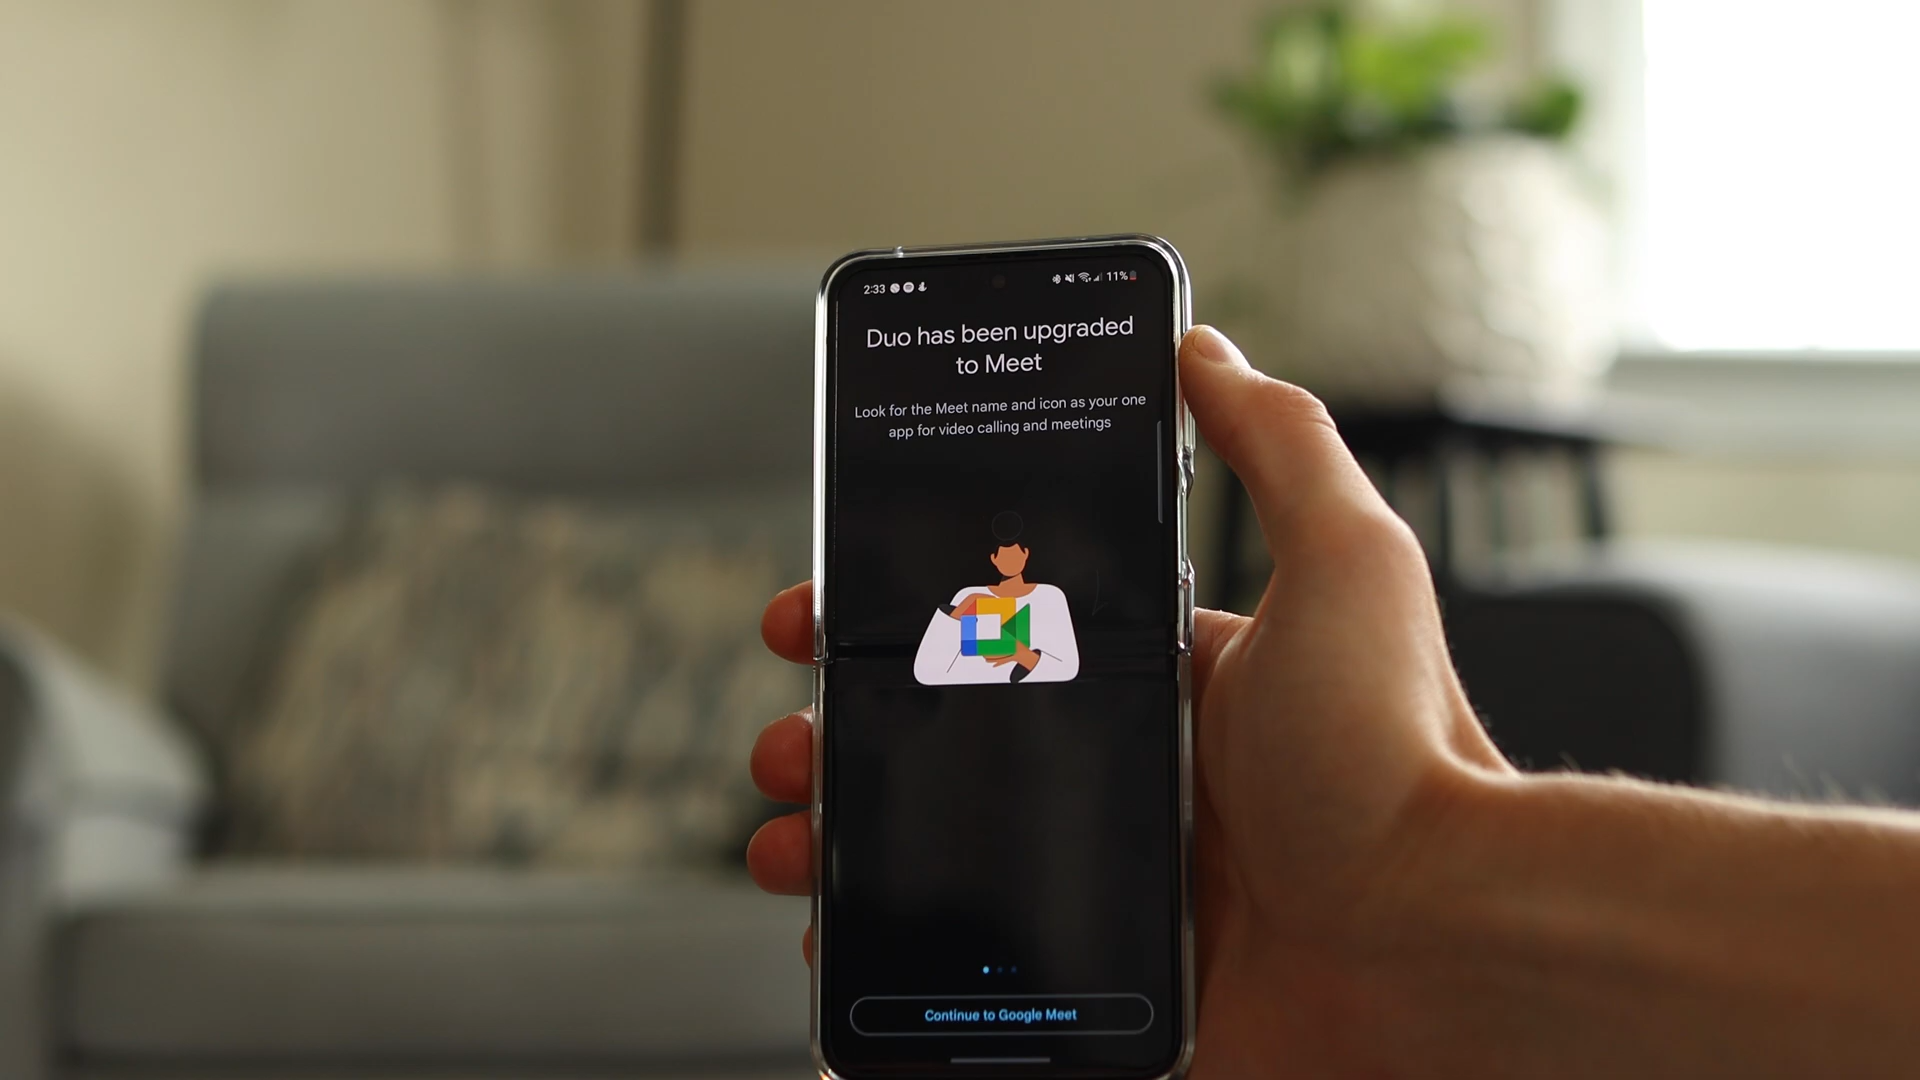 2:33 11%
Duo has been upgraded
to Meet
Look for the Meet name and icon as your one
app for video calling and meetings
Continue to Google Meet